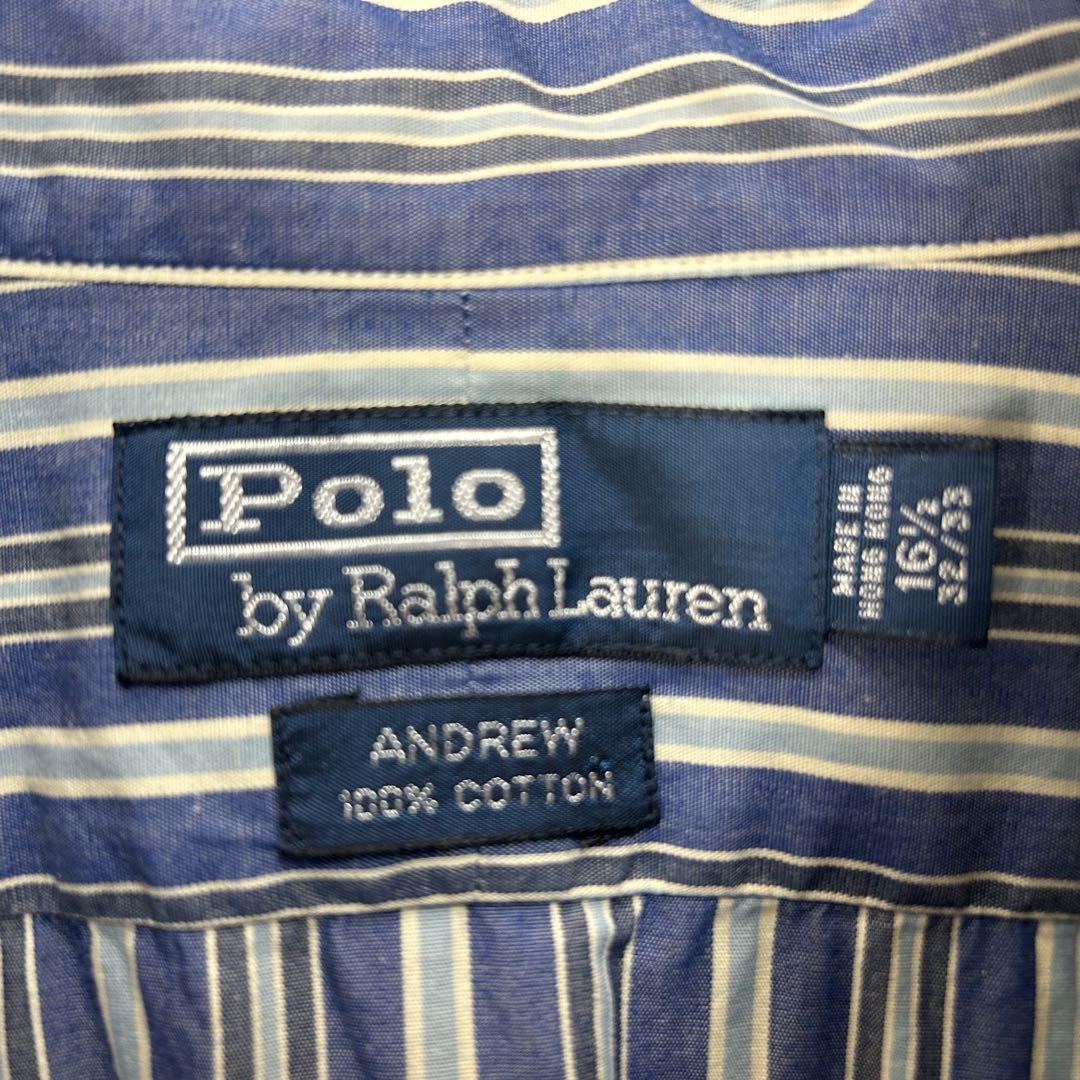 Polo
by Ralph Lauren
MADE IN
HONG KONG
16½
32/33
ANDREW
100% COTTON